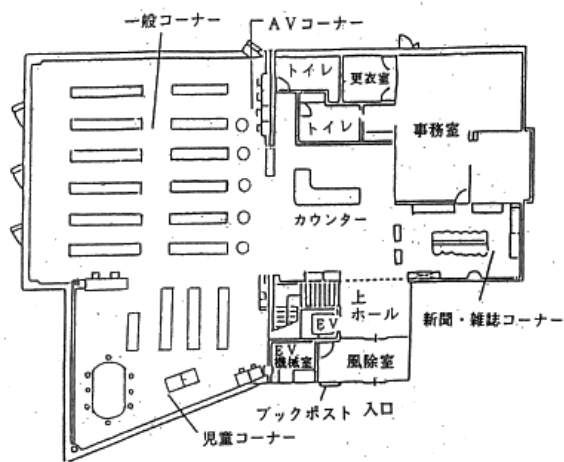 一般コーナー
AVコーナー
トイレ
更衣室
トイレ
事務室
カウンター
上
ホール
EV
新聞・雑誌コーナー
EV
機械室
風除室
ブックポスト
入口
児童コーナー